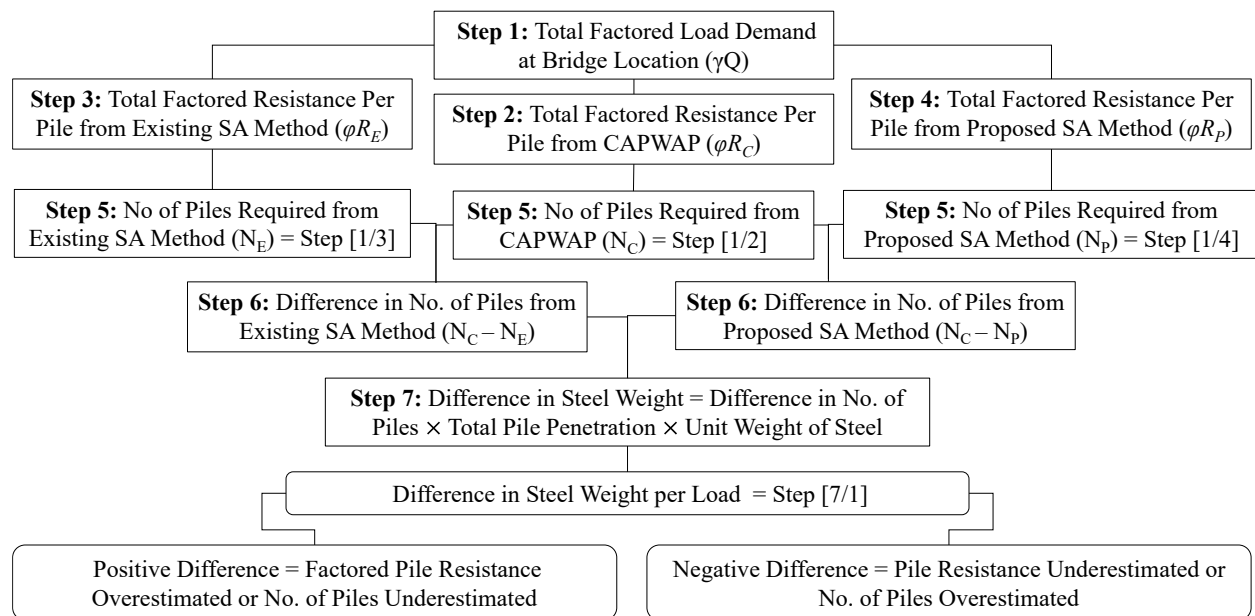 Step 1: Total Factored Load Demand
at Bridge Location (γQ)
Step 3: Total Factored Resistance Per
Pile from Existing SA Method (φR_E)
Step 2: Total Factored Resistance Per
Pile from CAPWAP (φR_C)
Step 4: Total Factored Resistance Per
Pile from Proposed SA Method (φR_P)
Step 5: No of Piles Required from
Existing SA Method (N_E) = Step [1/3]
Step 5: No of Piles Required from
CAPWAP (N_C) = Step [1/2]
Step 5: No of Piles Required from
Proposed SA Method (N_P) = Step [1/4]
Step 6: Difference in No. of Piles from
Existing SA Method (N_C – N_E)
Step 6: Difference in No. of Piles from
Proposed SA Method (N_C – N_P)
Step 7: Difference in Steel Weight = Difference in No. of
Piles × Total Pile Penetration × Unit Weight of Steel
Difference in Steel Weight per Load = Step [7/1]
Positive Difference = Factored Pile Resistance
Overestimated or No. of Piles Underestimated
Negative Difference = Pile Resistance Underestimated or
No. of Piles Overestimated